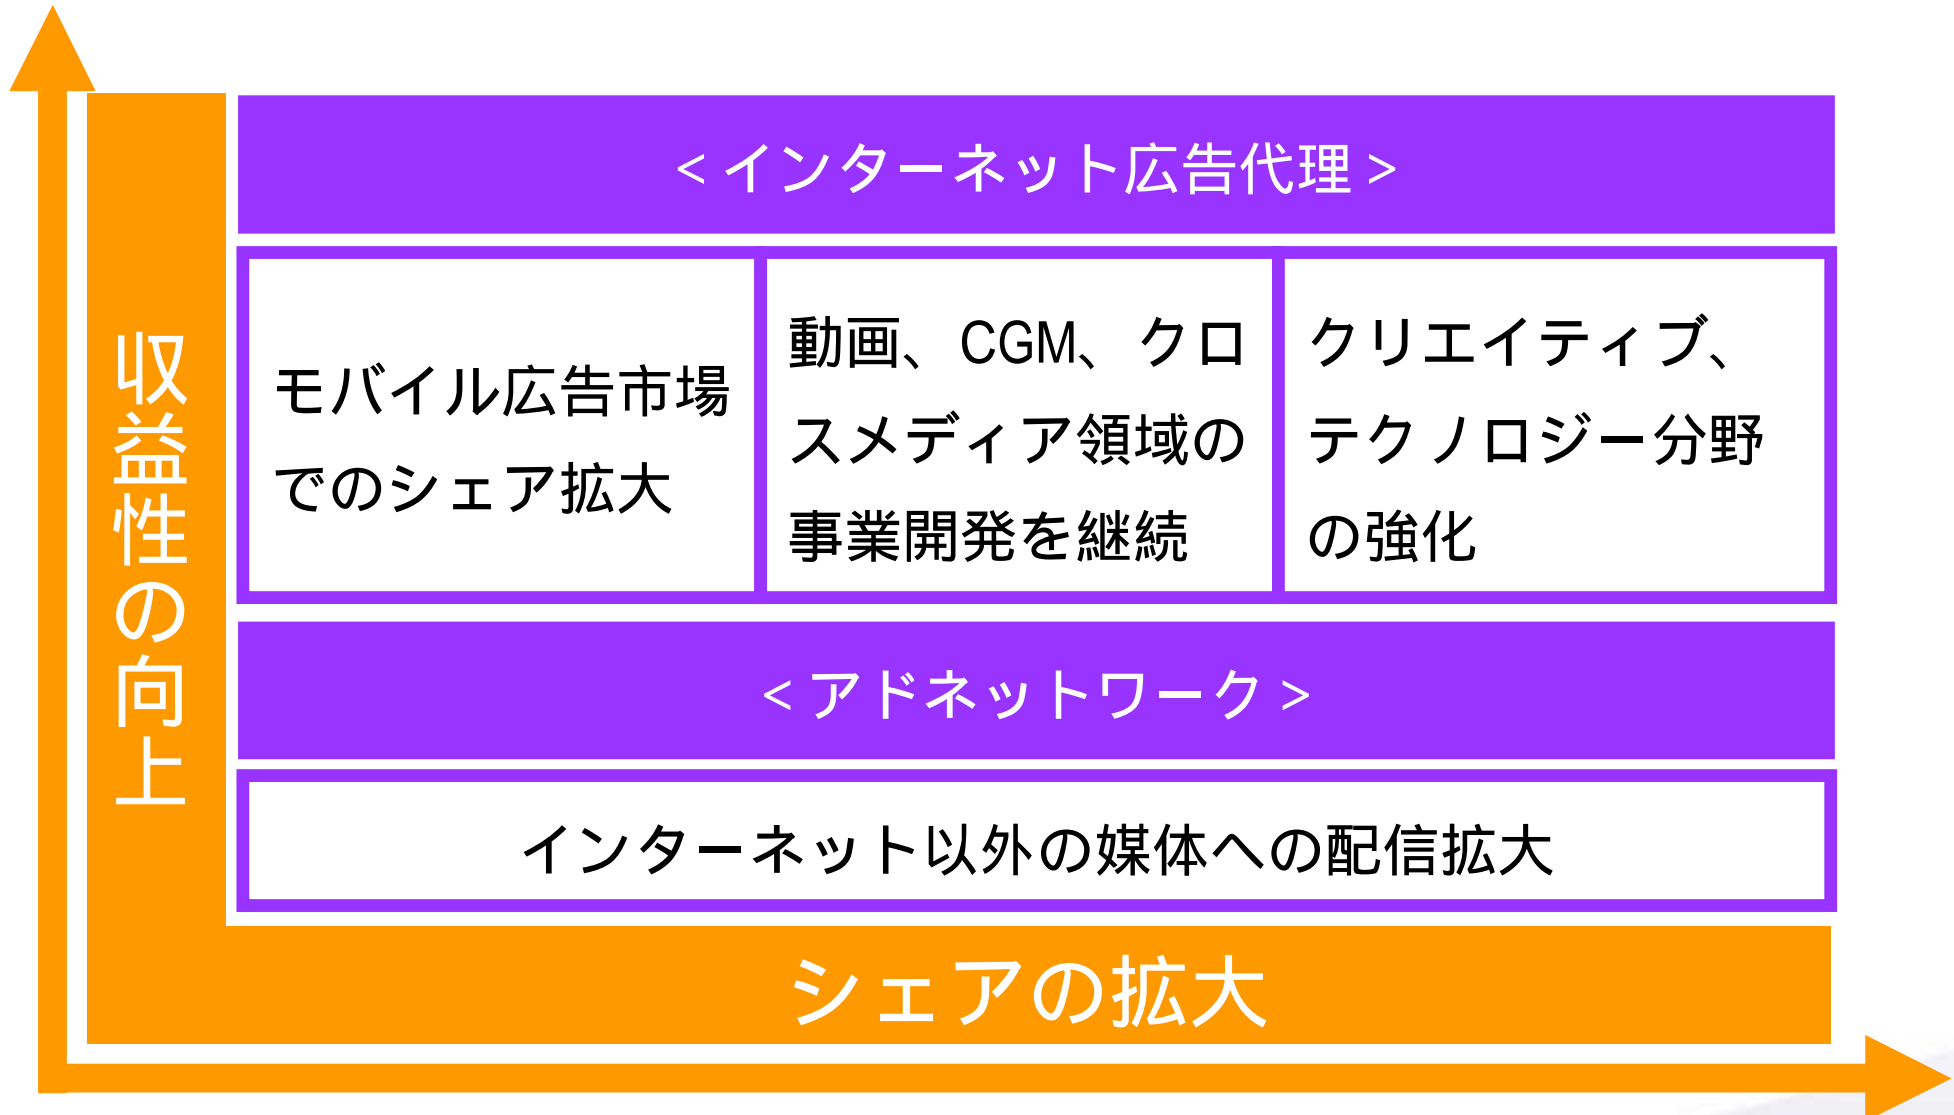 <インターネット広告代理>
モバイル広告市場
でのシェア拡大
動画、CGM、クロ
スメディア領域の
事業開発を継続
クリエイティブ、
テクノロジー分野
の強化
<アドネットワーク>
インターネット以外の媒体への配信拡大
収益性の向上
シェアの拡大